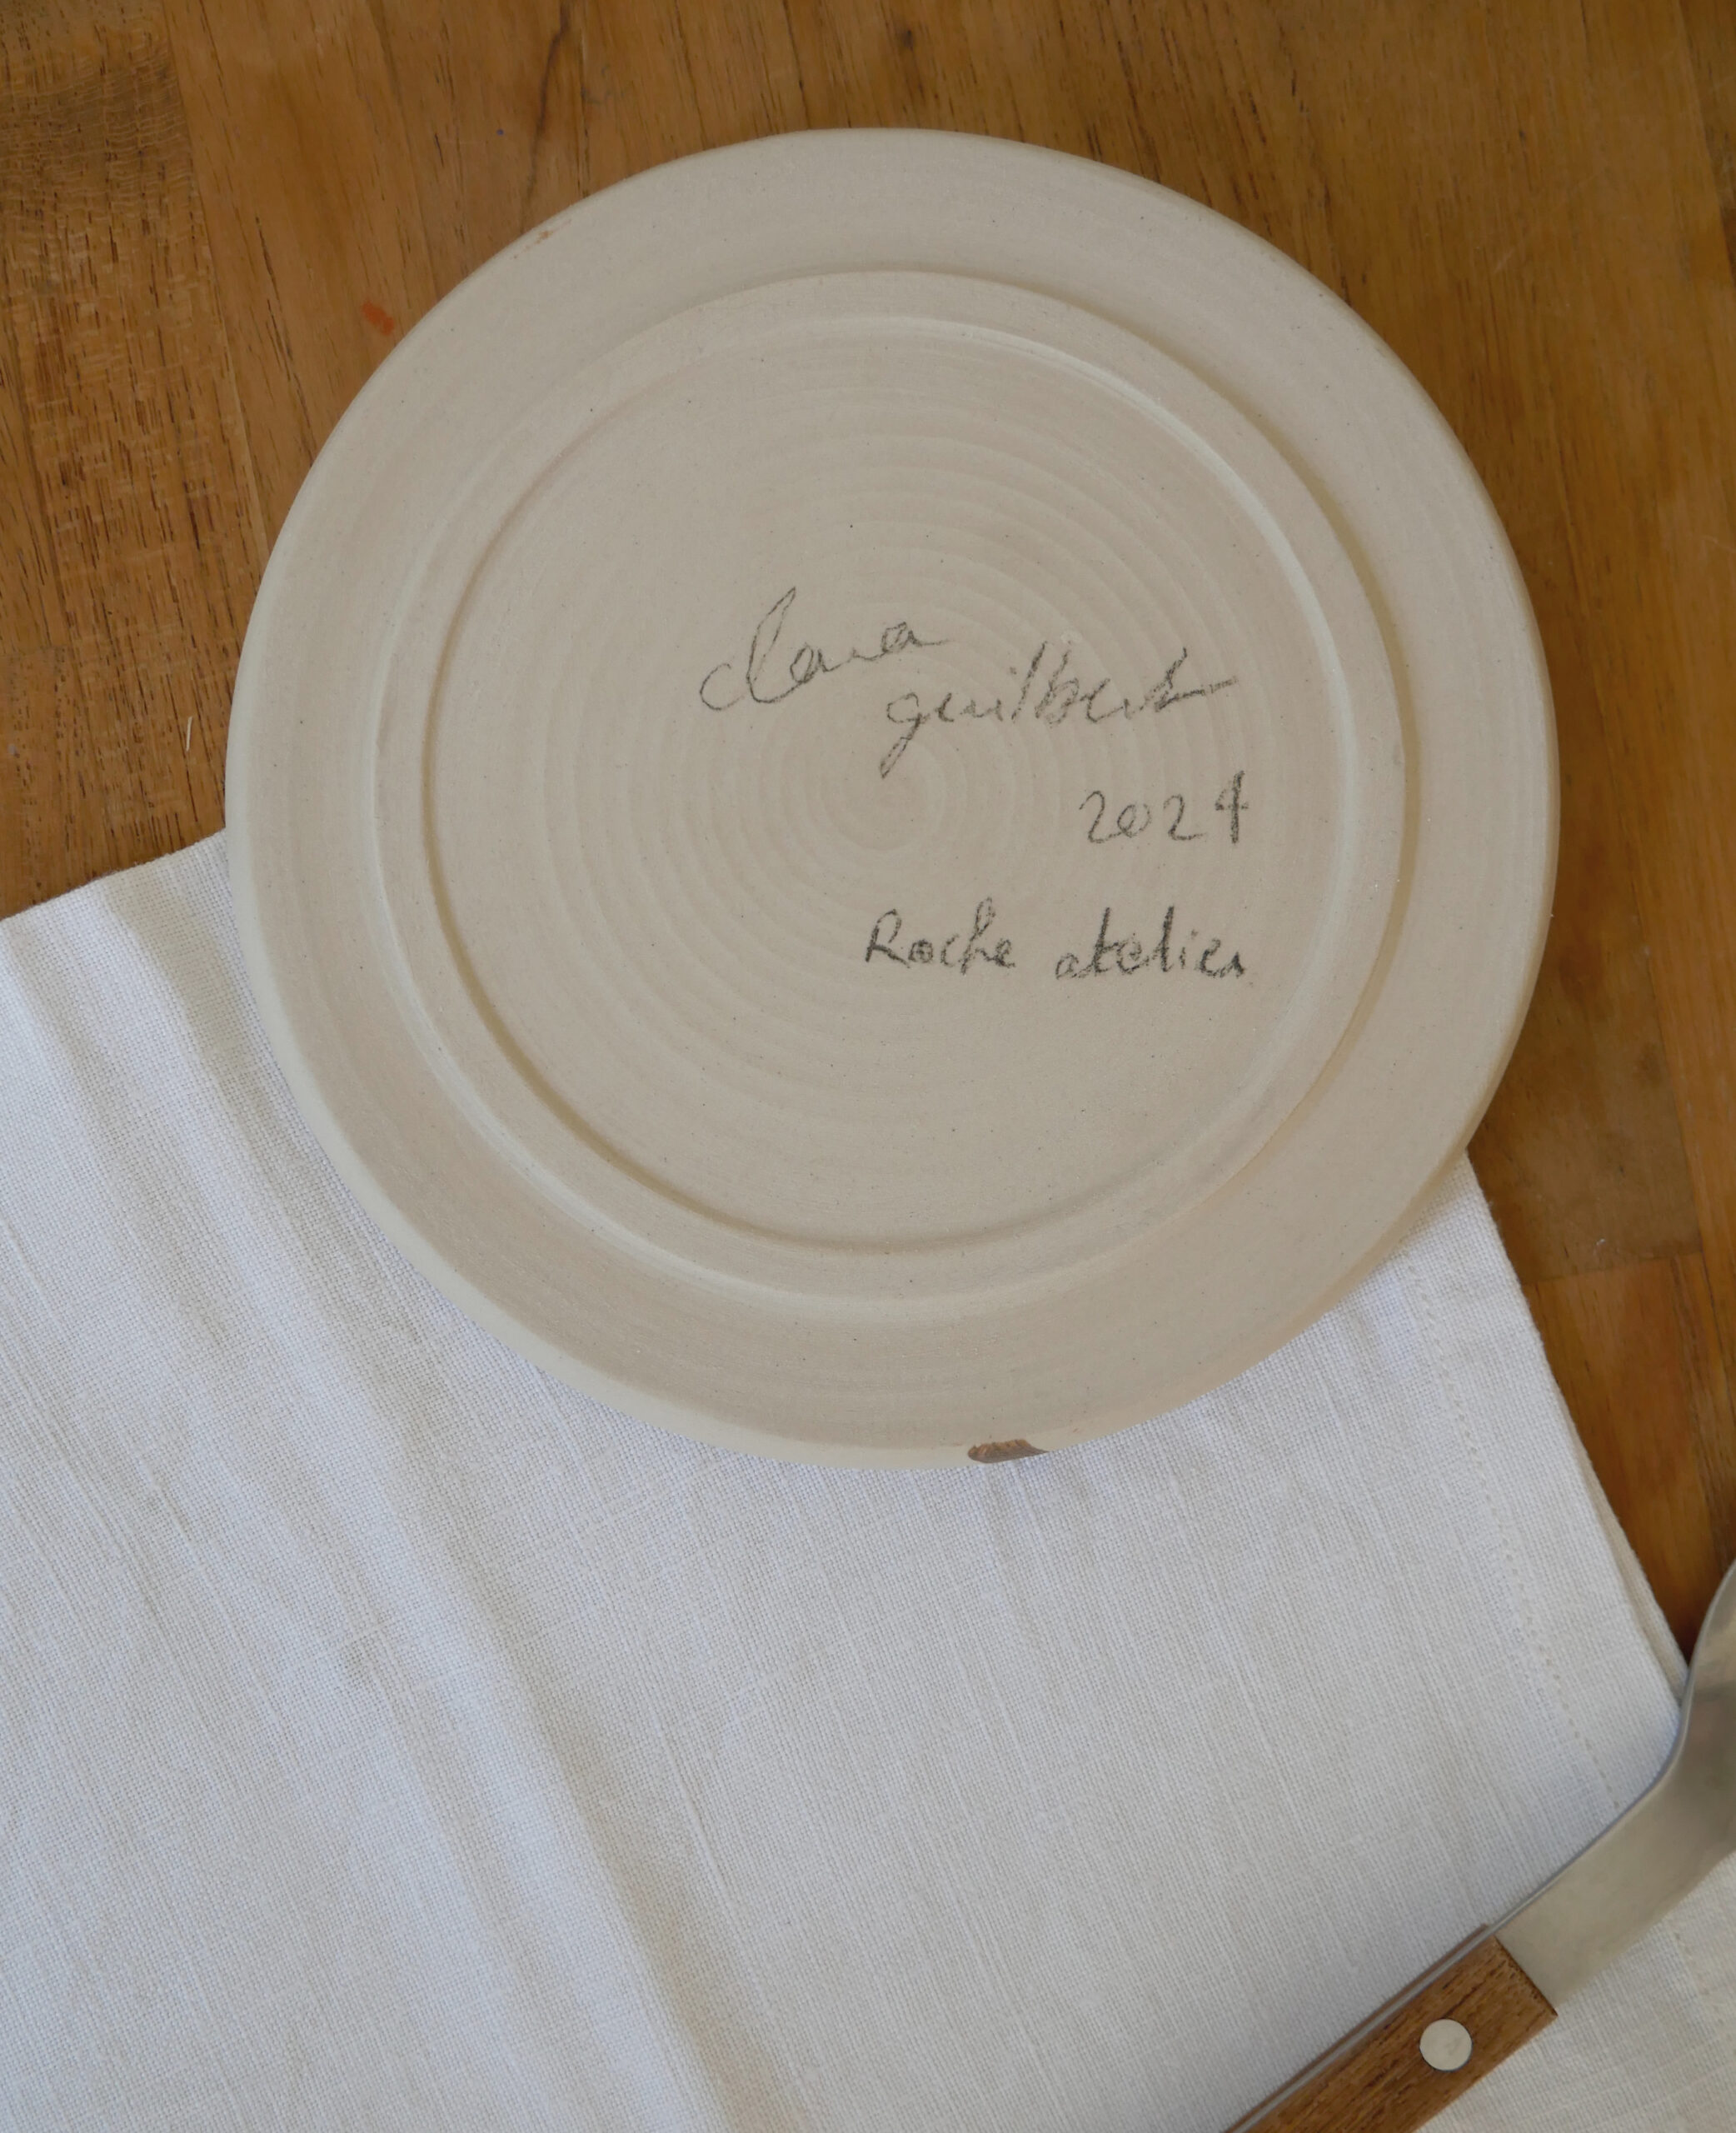 clara
guilbert
2024
Roche atelier